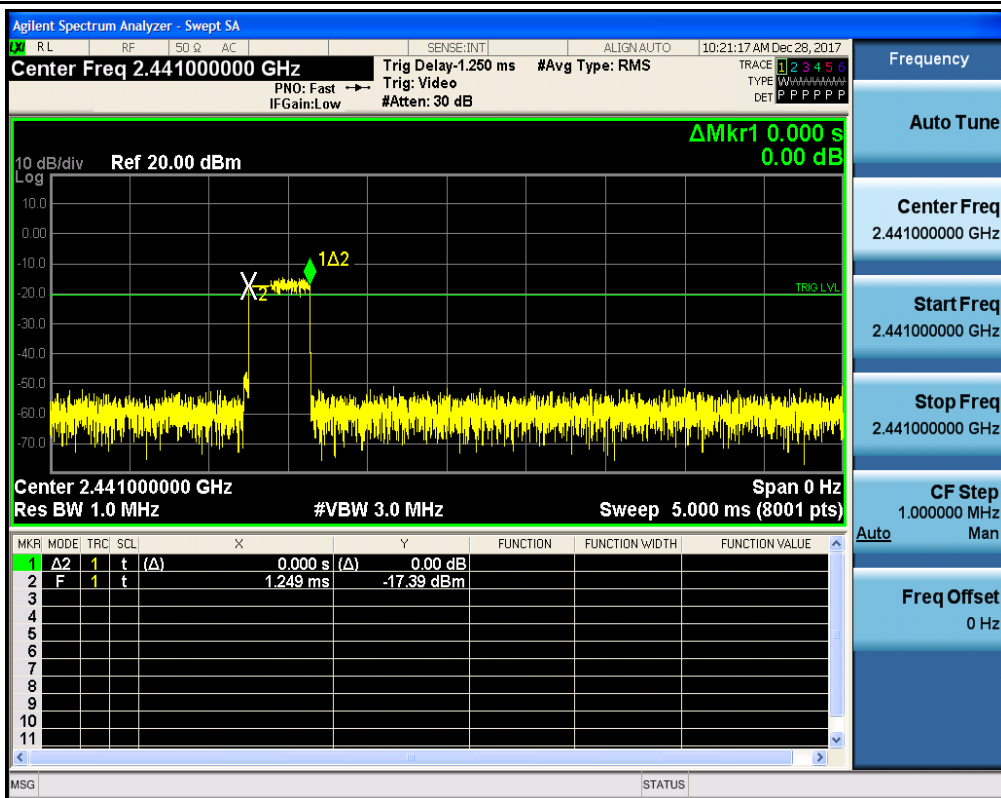 Agilent Spectrum Analyzer - Swept SA
LXI RL RF 50 Ω AC SENSE:INT ALIGN AUTO 10:21:17 AM Dec 28, 2017
Center Freq 2.441000000 GHz
PNO: Fast
IFGain:Low
Trig Delay-1.250 ms
Trig: Video
#Atten: 30 dB
#Avg Type: RMS
TRACE 1 2 3 4 5 6
TYPE WWWWWW
DET P P P P P P
ΔMkr1 0.000 s
0.00 dB
10 dB/div Ref 20.00 dBm
Log
10.0
0.00
-10.0
1Δ2
-20.0
X2
TRIG LVL
-30.0
-40.0
-50.0
-60.0
-70.0
Center 2.441000000 GHz Span 0 Hz
Res BW 1.0 MHz #VBW 3.0 MHz Sweep 5.000 ms (8001 pts)
MKR MODE TRC SCL X Y FUNCTION FUNCTION WIDTH FUNCTION VALUE
1 Δ2 1 t (Δ) 0.000 s (Δ) 0.00 dB
2 F 1 t 1.249 ms -17.39 dBm
3
4
5
6
7
8
9
10
11
MSG STATUS
Frequency
Auto Tune
Center Freq
2.441000000 GHz
Start Freq
2.441000000 GHz
Stop Freq
2.441000000 GHz
CF Step
1.000000 MHz
Auto Man
Freq Offset
0 Hz